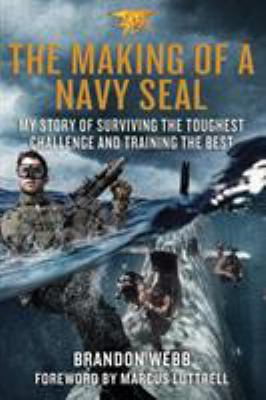 THE MAKING OF A
NAVY SEAL
MY STORY OF SURVIVING THE TOUGHEST
CHALLENGE AND TRAINING THE BEST
BRANDON WEBB
FOREWORD BY MARCUS LUTTRELL